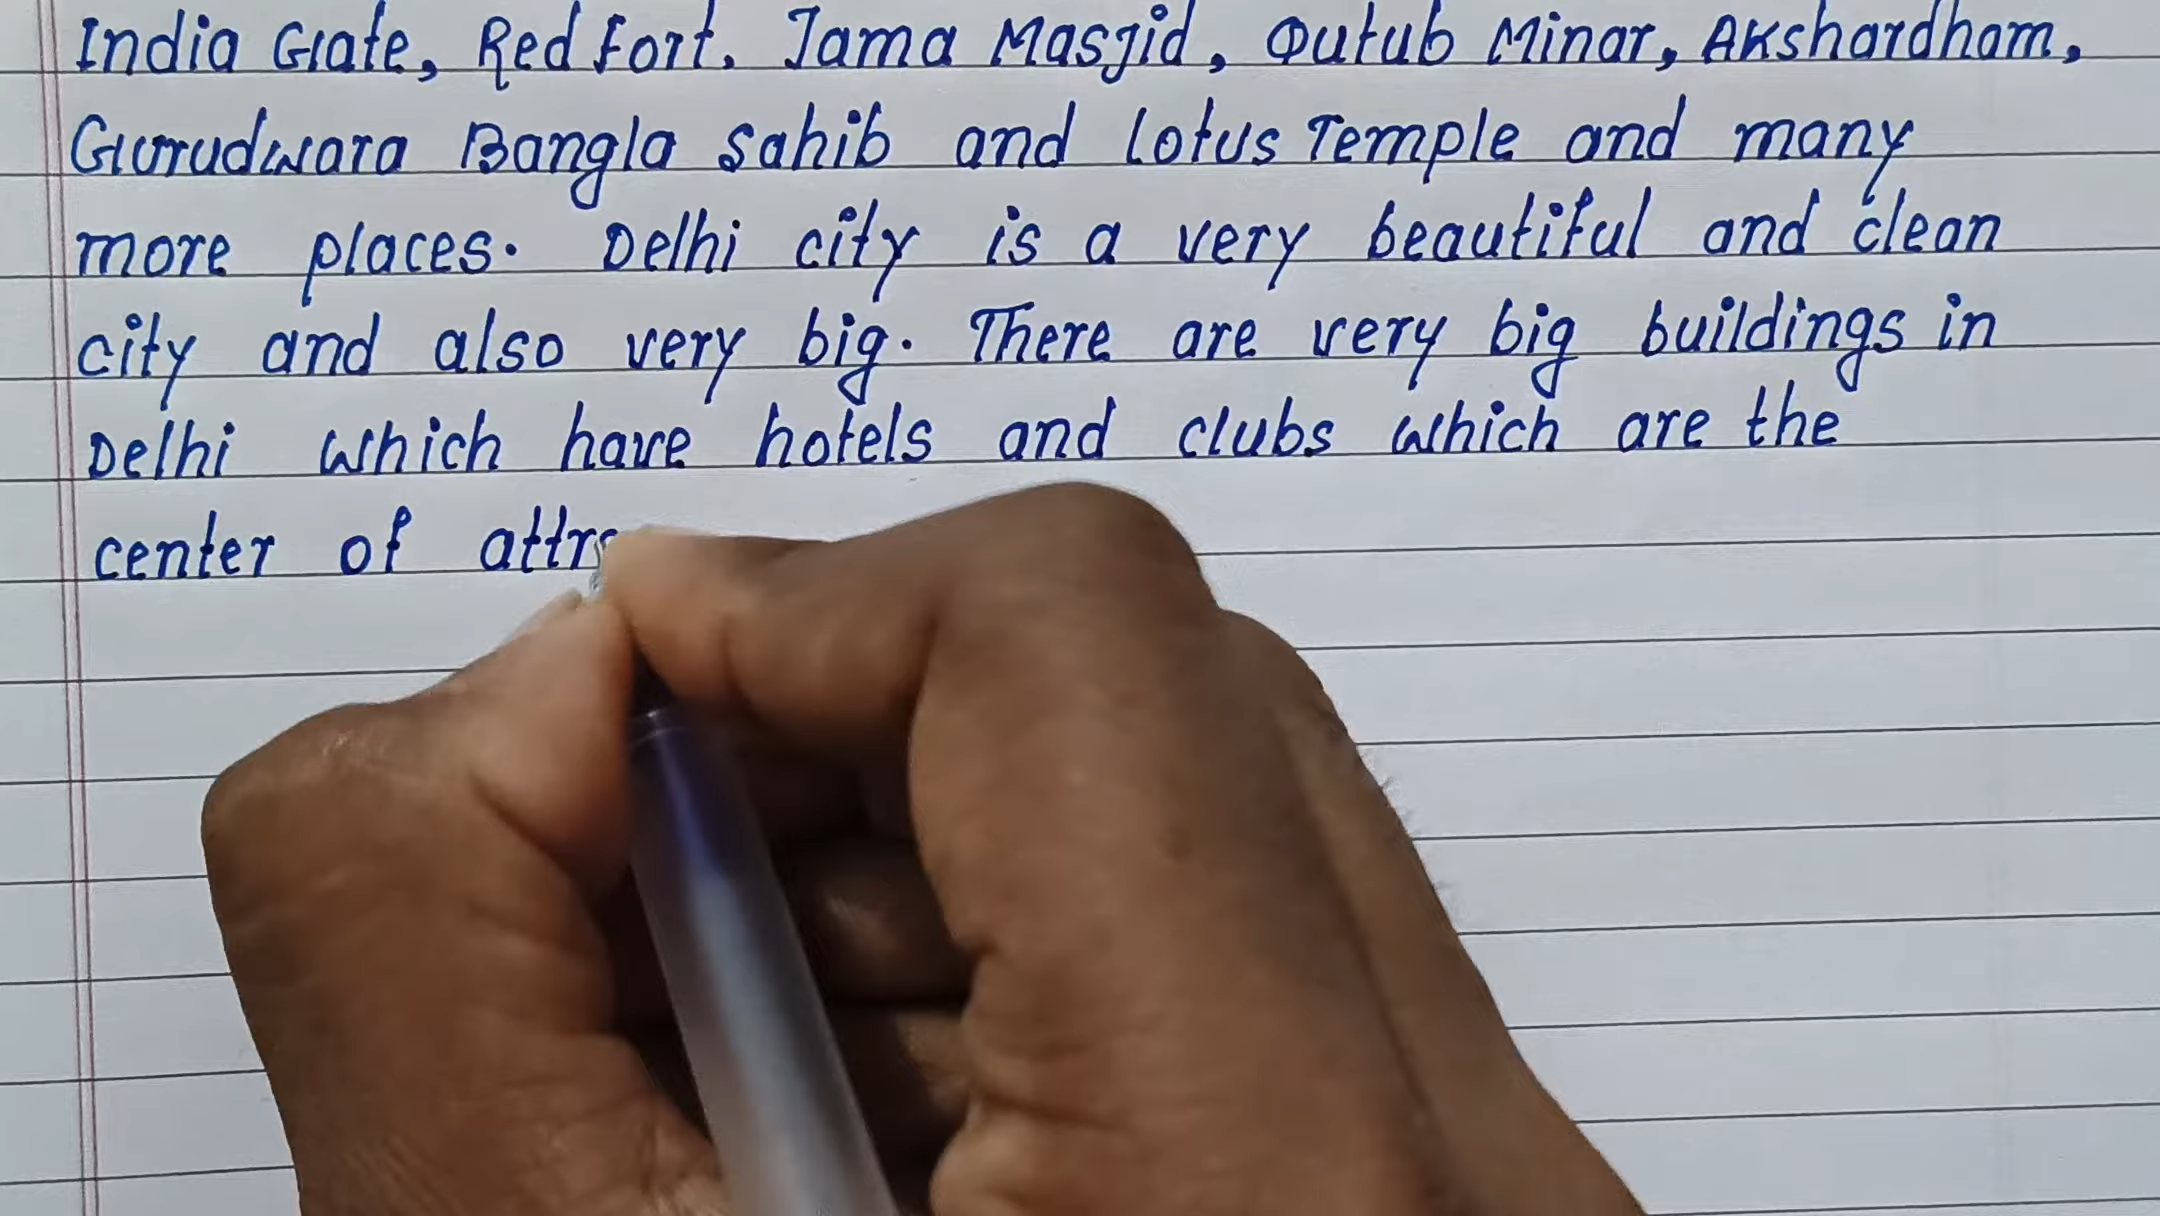 India Gate, Red Fort. Jama Masjid, Qutub Minar, Akshardham,
Gurudwara Bangla Sahib and Lotus Temple and many
more places. Delhi city is a very beautiful and clean
city and also very big. There are very big buildings in
Delhi which have hotels and clubs which are the
center of attra